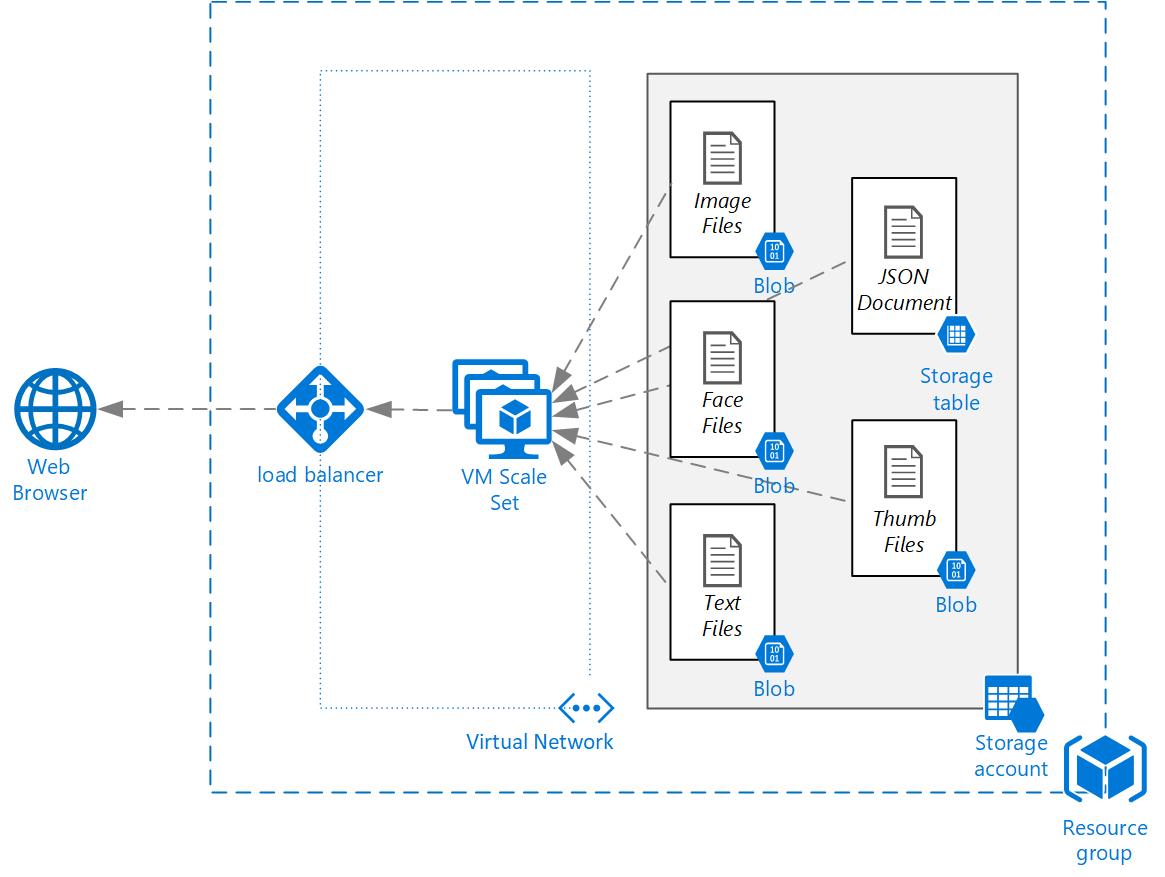 Image
Files
10
01
Blob
JSON
Document
Storage
table
Face
Files
10
01
Blob
Web
Browser
load balancer
VM Scale
Set
Thumb
Files
10
01
Blob
Text
Files
10
01
Blob
Virtual Network
Storage
account
Resource
group